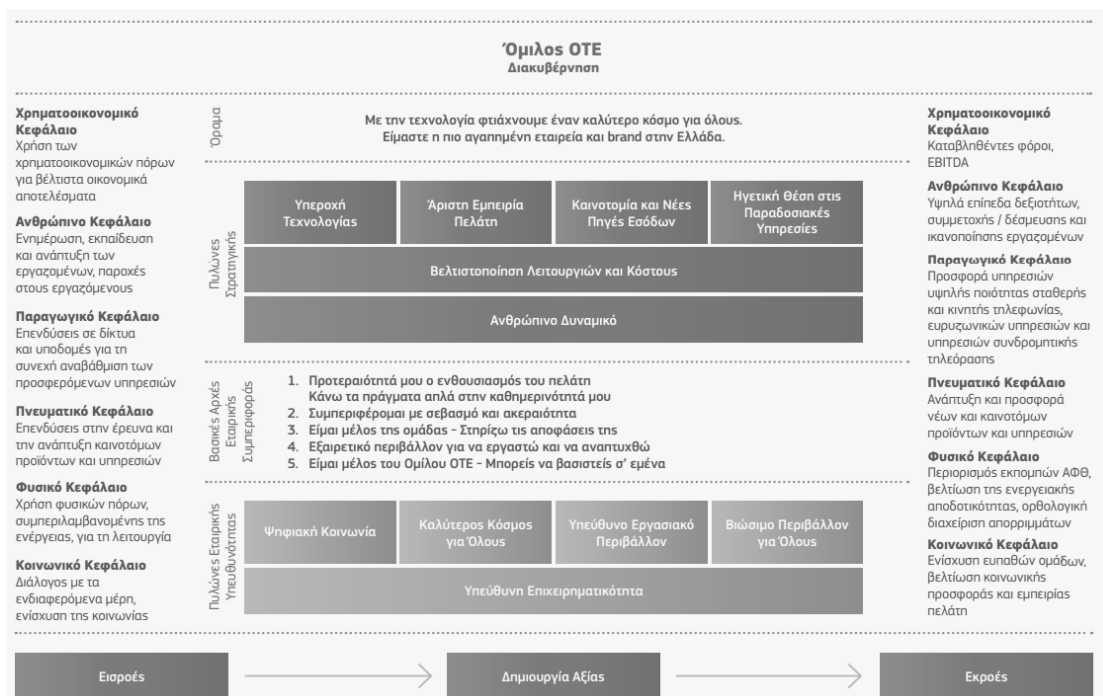 Όμιλος ΟΤΕ
Διακυβέρνηση
Χρηματοοικονομικό
Κεφάλαιο
Χρήση των
χρηματοοικονομικών πόρων
για βέλτιστα οικονομικά
αποτελέσματα
Ανθρώπινο Κεφάλαιο
Ενημέρωση, εκπαίδευση
και ανάπτυξη των
εργαζομένων, παροχές
στους εργαζόμενους
Παραγωγικό Κεφάλαιο
Επενδύσεις σε δίκτυα
και υποδομές για τη
συνεχή αναβάθμιση των
προσφερόμενων υπηρεσιών
Πνευματικό Κεφάλαιο
Επενδύσεις στην έρευνα και
την ανάπτυξη καινοτόμων
προϊόντων και υπηρεσιών
Φυσικό Κεφάλαιο
Χρήση φυσικών πόρων,
συμπεριλαμβανομένης της
ενέργειας, για τη λειτουργία
Κοινωνικό Κεφάλαιο
Διάλογος με τα
ενδιαφερόμενα μέρη,
ενίσχυση της κοινωνίας
Όραμα
Με την τεχνολογία φτιάχνουμε έναν καλύτερο κόσμο για όλους.
Είμαστε η πιο αγαπημένη εταιρεία και brand στην Ελλάδα.
Πυλώνες
Στρατηγικής
Υπεροχή
Τεχνολογίας
Άριστη Εμπειρία
Πελάτη
Καινοτομία και Νέες
Πηγές Εσόδων
Ηγετική Θέση στις
Παραδοσιακές
Υπηρεσίες
Βελτιστοποίηση Λειτουργιών και Κόστους
Ανθρώπινο Δυναμικό
Βασικές Αρχές
Εταιρικής
Συμπεριφοράς
1. Προτεραιότητά μου ο ενθουσιασμός του πελάτη
Κάνω τα πράγματα απλά στην καθημερινότητά μου
2. Συμπεριφέρομαι με σεβασμό και ακεραιότητα
3. Είμαι μέλος της ομάδας - Στηρίζω τις αποφάσεις της
4. Εξαιρετικό περιβάλλον για να εργαστώ και να αναπτυχθώ
5. Είμαι μέλος του Ομίλου ΟΤΕ - Μπορείς να βασιστείς σ' εμένα
Πυλώνες Εταιρικής
Υπευθυνότητας
Ψηφιακή Κοινωνία
Καλύτερος Κόσμος
για Όλους
Υπεύθυνο Εργασιακό
Περιβάλλον
Βιώσιμο Περιβάλλον
για Όλους
Υπεύθυνη Επιχειρηματικότητα
Χρηματοοικονομικό
Κεφάλαιο
Καταβληθέντες φόροι,
EBITDA
Ανθρώπινο Κεφάλαιο
Υψηλά επίπεδα δεξιοτήτων,
συμμετοχής / δέσμευσης και
ικανοποίησης εργαζομένων
Παραγωγικό Κεφάλαιο
Προσφορά υπηρεσιών
υψηλής ποιότητας σταθερής
και κινητής τηλεφωνίας,
ευρυζωνικών υπηρεσιών και
υπηρεσιών συνδρομητικής
τηλεόρασης
Πνευματικό Κεφάλαιο
Ανάπτυξη και προσφορά
νέων και καινοτόμων
προϊόντων και υπηρεσιών
Φυσικό Κεφάλαιο
Περιορισμός εκπομπών ΑΦΘ,
βελτίωση της ενεργειακής
αποδοτικότητας, ορθολογική
διαχείριση απορριμμάτων
Κοινωνικό Κεφάλαιο
Ενίσχυση ευπαθών ομάδων,
βελτίωση κοινωνικής
προσφοράς και εμπειρίας
πελάτη
Εισροές
Δημιουργία Αξίας
Εκροές